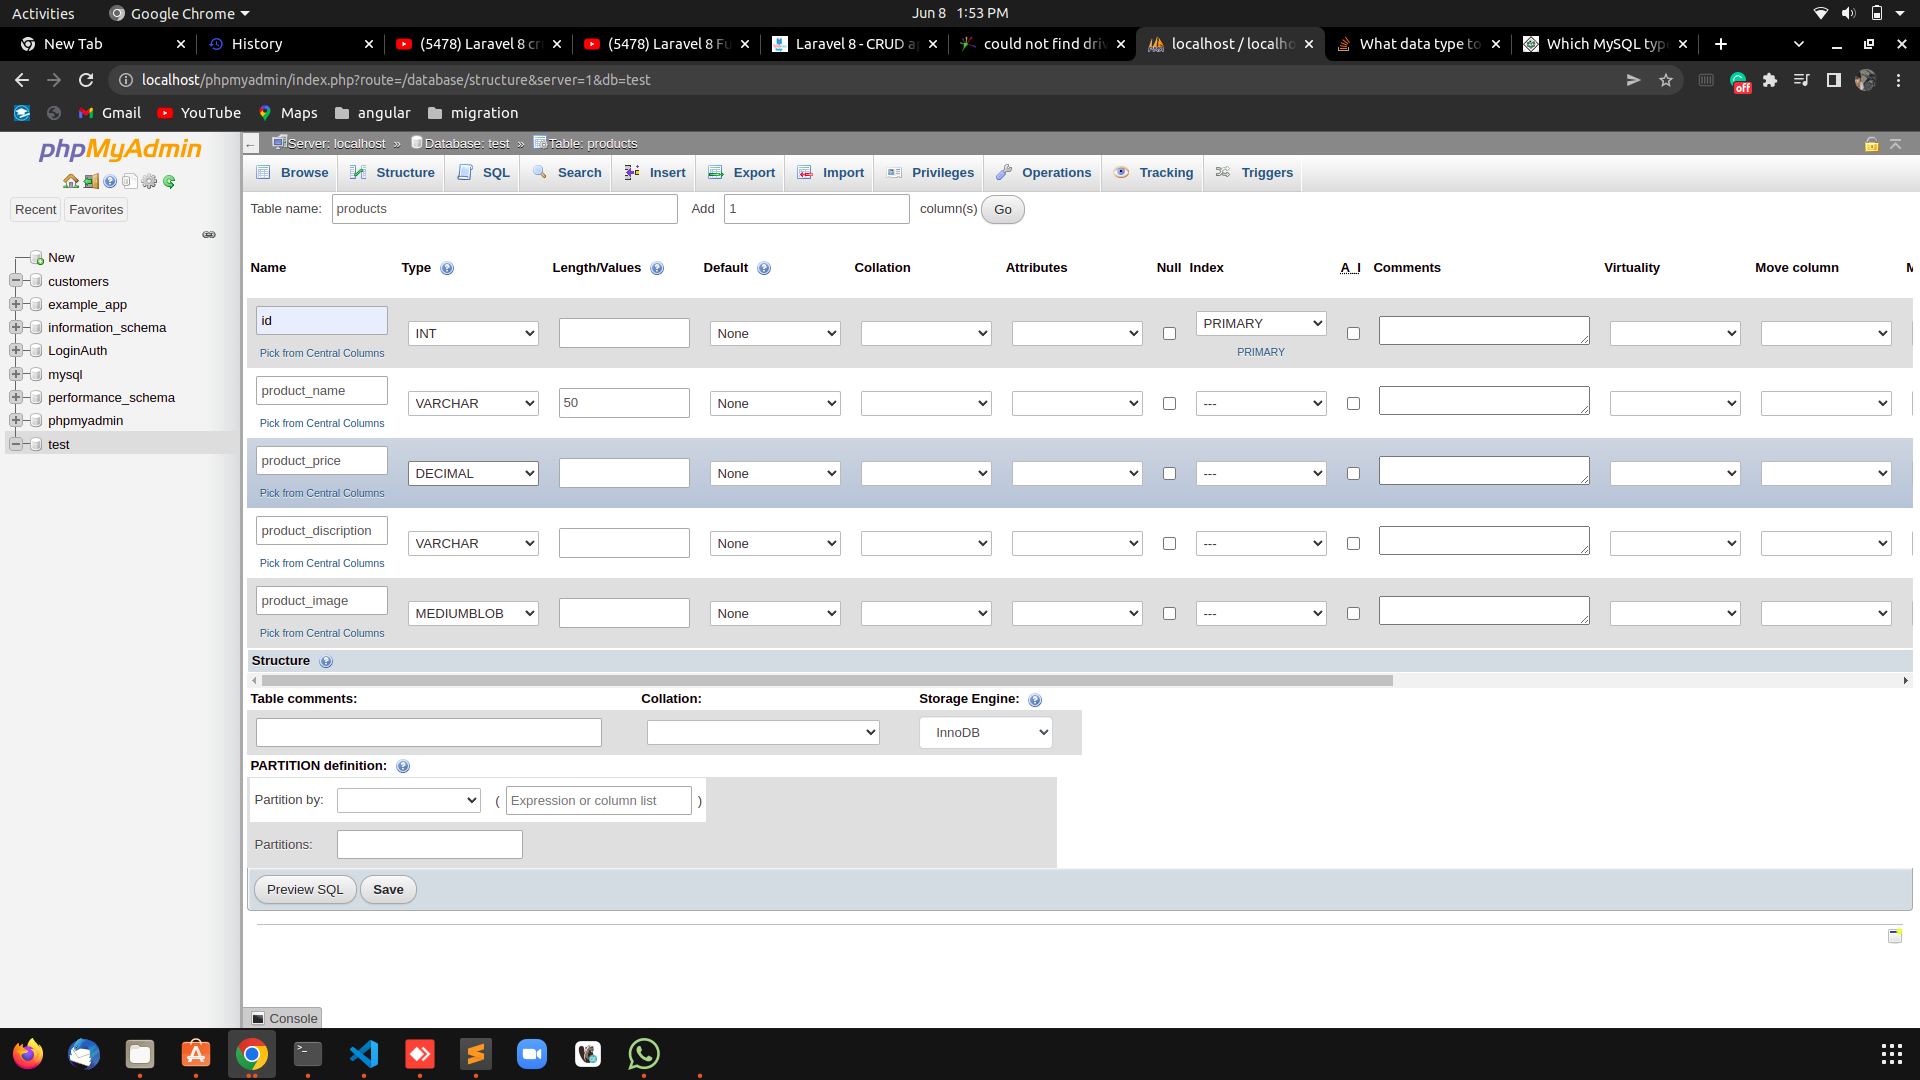 Activities
Google Chrome
Jun 8 1:53 PM
New Tab
History
(5478) Laravel 8 cr
(5478) Laravel 8 Fu
Laravel 8 - CRUD a
could not find driv
localhost / localho
What data type to
Which MySQL type
localhost/phpmyadmin/index.php?route=/database/structure&server=1&db=test
off
Gmail
YouTube
Maps
angular
migration
phpMyAdmin
Recent
Favorites
New
customers
example_app
information_schema
LoginAuth
mysql
performance_schema
phpmyadmin
test
Server: localhost » Database: test » Table: products
Browse
Structure
SQL
Search
Insert
Export
Import
Privileges
Operations
Tracking
Triggers
Table name: products Add 1 column(s) Go
Name Type Length/Values Default Collation Attributes Null Index A_I Comments Virtuality Move column M
id INT None PRIMARY
Pick from Central Columns PRIMARY
product_name VARCHAR 50 None ---
Pick from Central Columns
product_price DECIMAL None ---
Pick from Central Columns
product_discription VARCHAR None ---
Pick from Central Columns
product_image MEDIUMBLOB None ---
Pick from Central Columns
Structure
Table comments: Collation: Storage Engine:
InnoDB
PARTITION definition:
Partition by: ( Expression or column list )
Partitions:
Preview SQL Save
Console